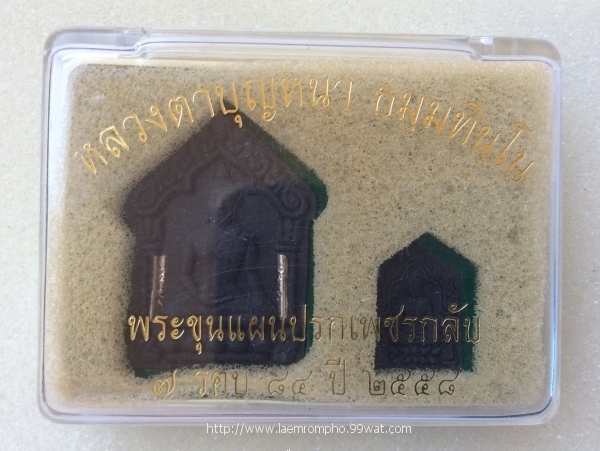 หลวงตาบุญหนา ธมฺมทินฺโน
พระขุนแผนปรกเพชรกลับ
๗ รอบ ๘๔ ปี ๒๕๕๘
http://www.laemrompho.99wat.com